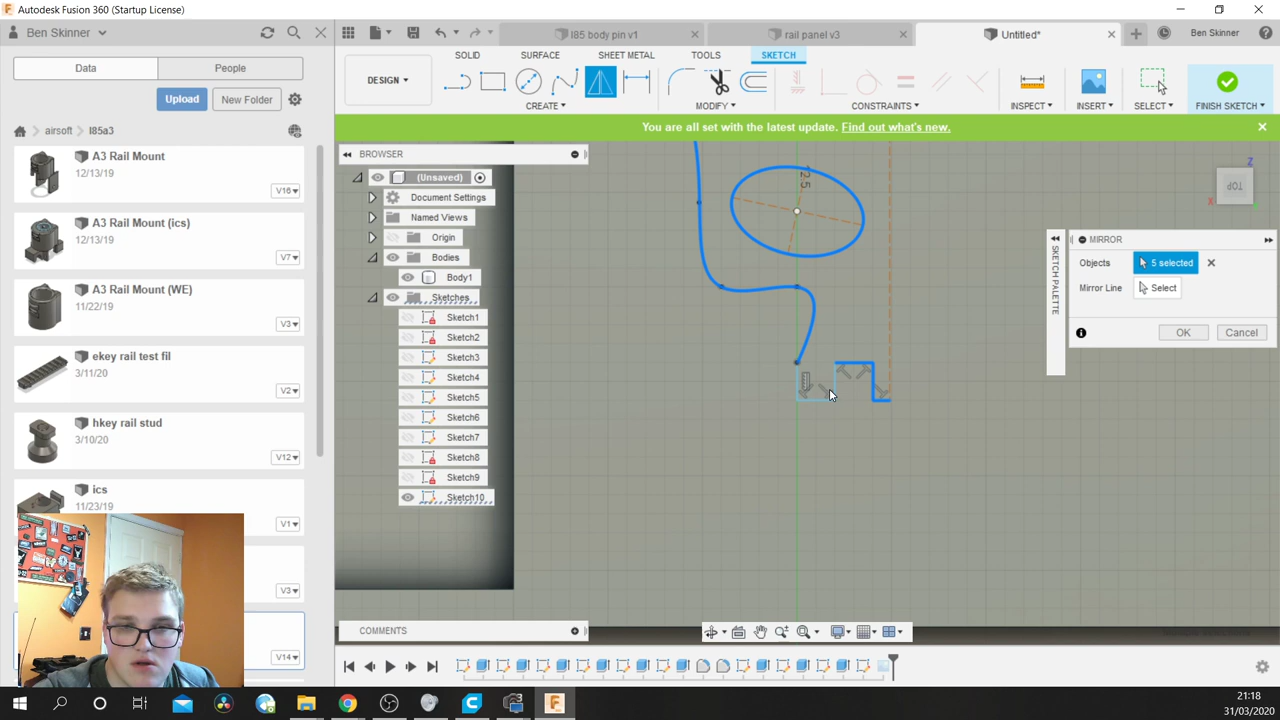 Autodesk Fusion 360 (Startup License)
Ben Skinner
I85 body pin v1
rail panel v3
Untitled*
Ben Skinner
Data
People
SOLID
SURFACE
SHEET METAL
TOOLS
SKETCH
Upload
New Folder
DESIGN
CREATE
MODIFY
CONSTRAINTS
INSPECT
INSERT
SELECT
FINISH SKETCH
airsoft
l85a3
You are all set with the latest update. Find out what's new.
A3 Rail Mount
12/13/19
V16
A3 Rail Mount (ics)
12/13/19
V7
A3 Rail Mount (WE)
11/22/19
V3
ekey rail test fil
3/11/20
V2
hkey rail stud
3/10/20
V12
ics
11/23/19
V1
V3
V14
BROWSER
(Unsaved)
Document Settings
Named Views
Origin
Bodies
Body1
Sketches
Sketch1
Sketch2
Sketch3
Sketch4
Sketch5
Sketch6
Sketch7
Sketch8
Sketch9
Sketch10
Z
TOP
X
SKETCH PALETTE
MIRROR
Objects
5 selected
Mirror Line
Select
OK
Cancel
COMMENTS
21:18
31/03/2020